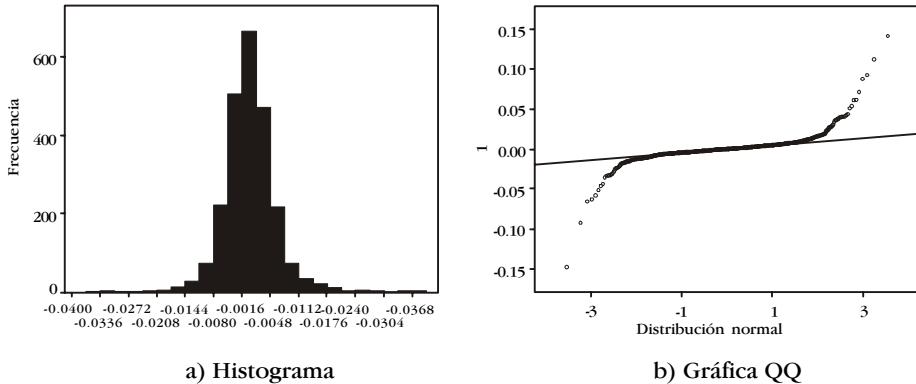 Frecuencia
600
400
200
0
-0.0400 -0.0272 -0.0144 -0.0016 -0.0112 -0.0240 -0.0368
-0.0336 -0.0208 -0.0080 -0.0048 -0.0176 -0.0304
a) Histograma
1
0.15
0.10
0.05
0.00
-0.05
-0.10
-0.15
-3 -1 1 3
Distribución normal
b) Gráfica QQ